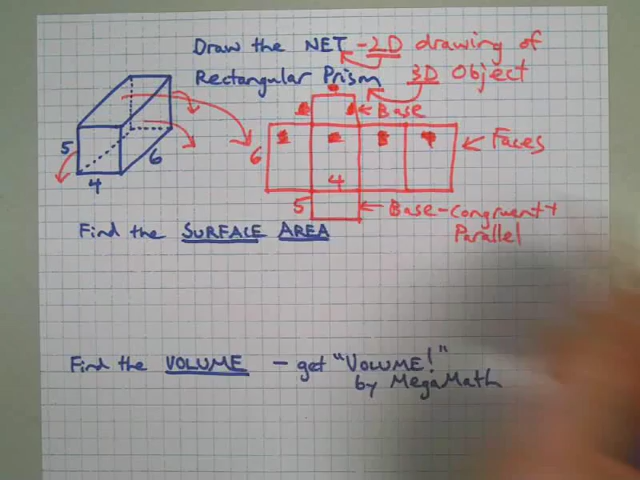 Draw the NET - 2D drawing of
Rectangular Prism 3D Object
Base
5
6
4
6
4
Faces
5
Base-congruent +
Parallel
Find the SURFACE AREA
Find the VOLUME - get "VOLUME!"
by MegaMath